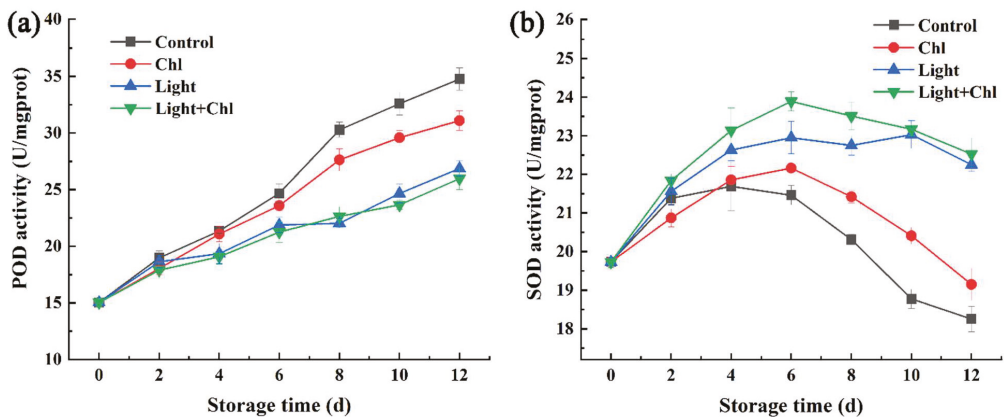 (a)
Control
Chl
Light
Light+Chl
POD activity (U/mgprot)
40
35
30
25
20
15
10
0 2 4 6 8 10 12
Storage time (d)
(b)
Control
Chl
Light
Light+Chl
SOD activity (U/mgprot)
26
25
24
23
22
21
20
19
18
0 2 4 6 8 10 12
Storage time (d)